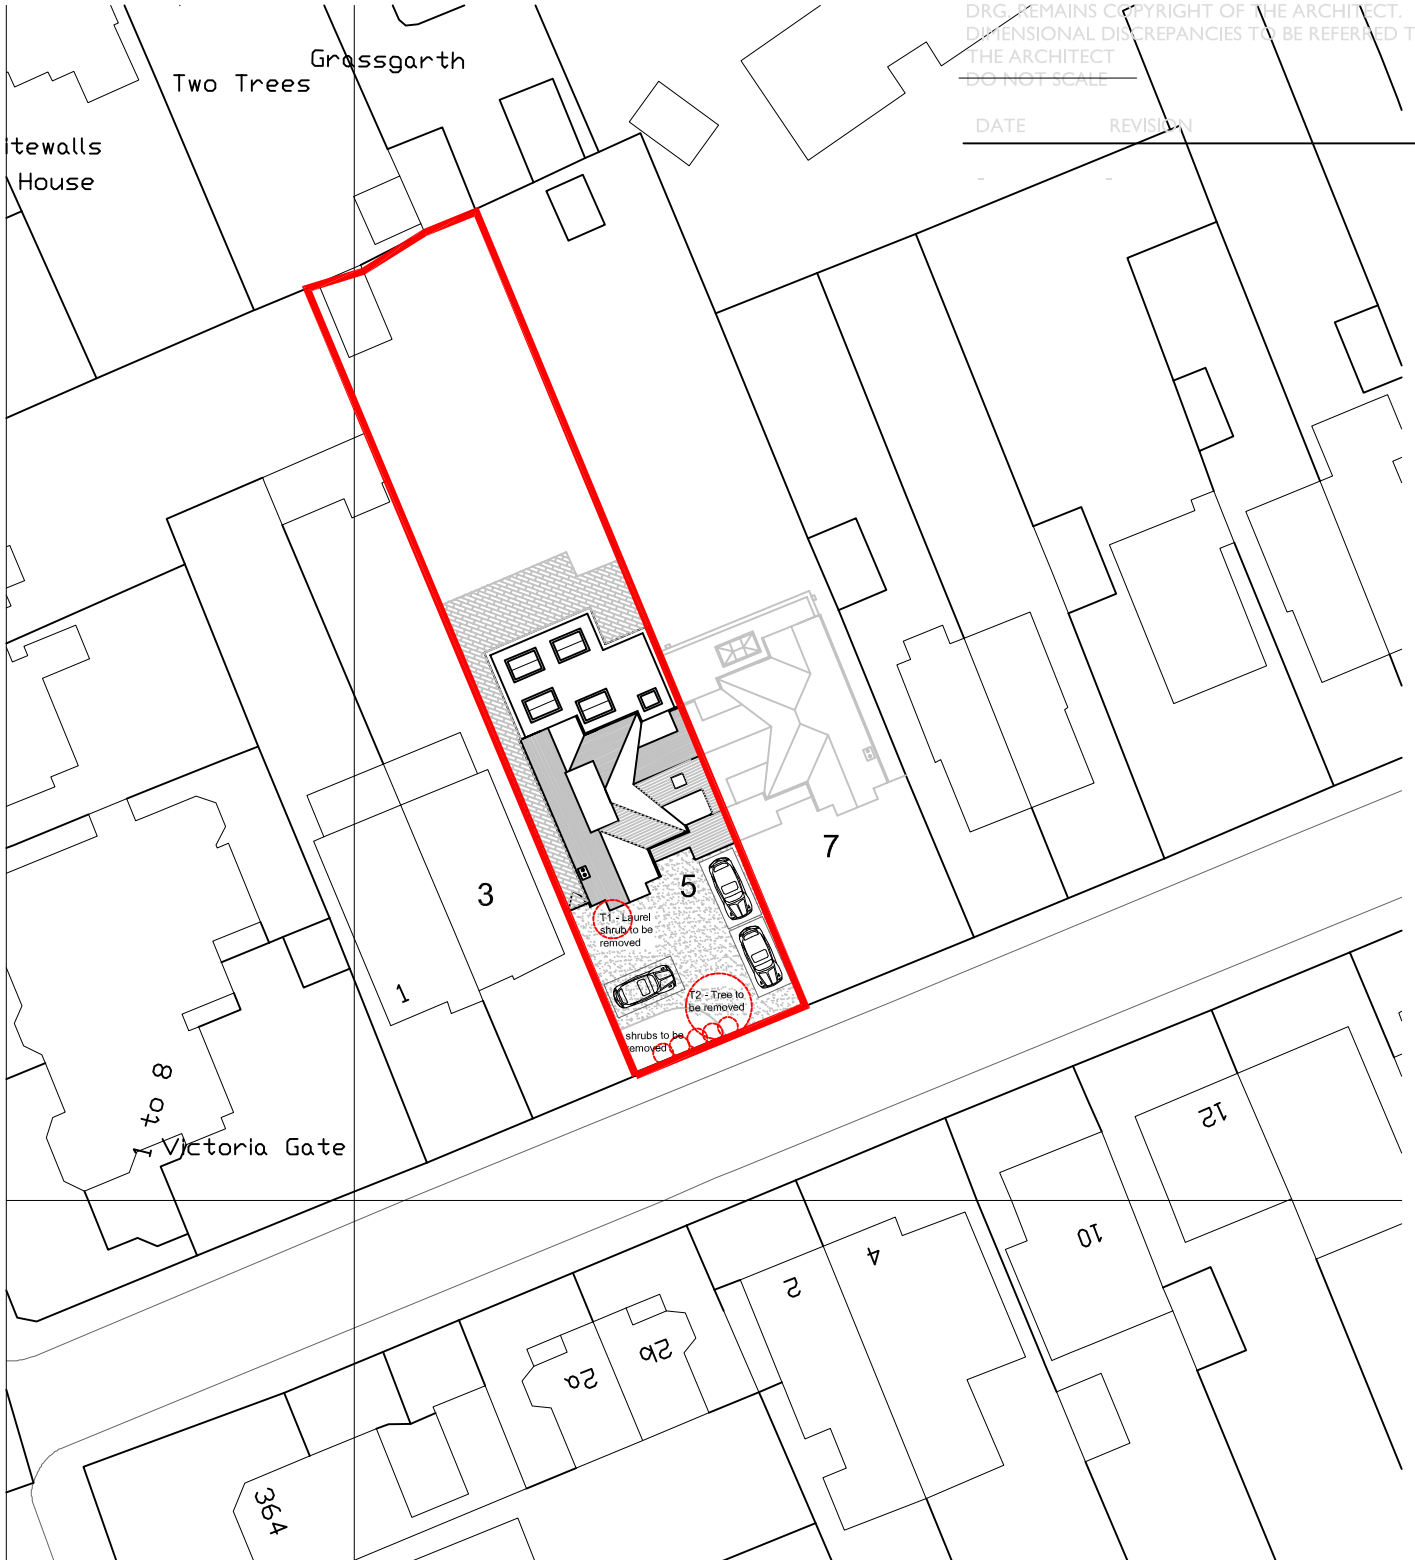 DRG. REMAINS COPYRIGHT OF THE ARCHITECT.
DIMENSIONAL DISCREPANCIES TO BE REFERRED T
THE ARCHITECT
DO NOT SCALE
DATE REVISION
- -
Grassgarth
Two Trees
itewalls
House
7
5
3
1
T1 - Laurel
shrub to be
removed
T2 - Tree to
be removed
shrubs to be
removed
1 to 8
Victoria Gate
12
10
4
2
2b
2a
364